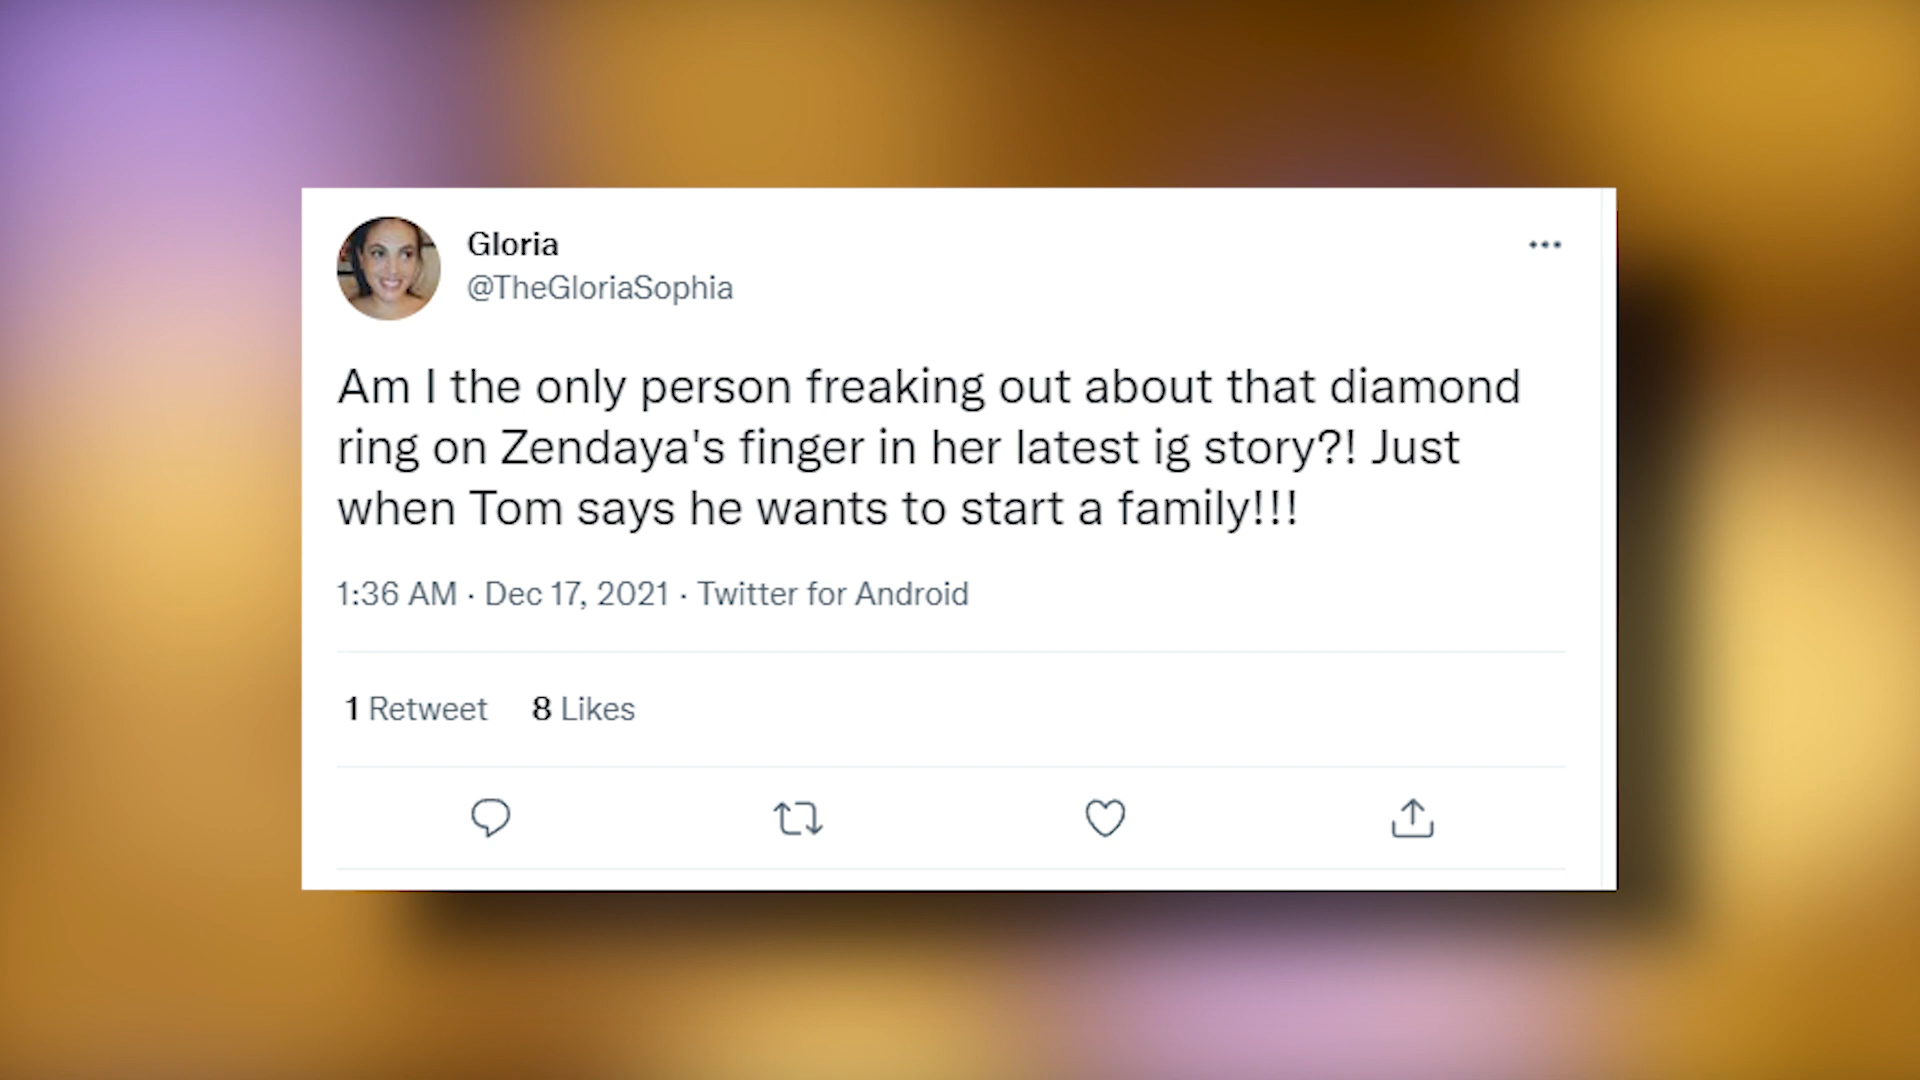 Gloria
@TheGloriaSophia
Am I the only person freaking out about that diamond
ring on Zendaya's finger in her latest ig story?! Just
when Tom says he wants to start a family!!!
1:36 AM · Dec 17, 2021 · Twitter for Android
1 Retweet 8 Likes